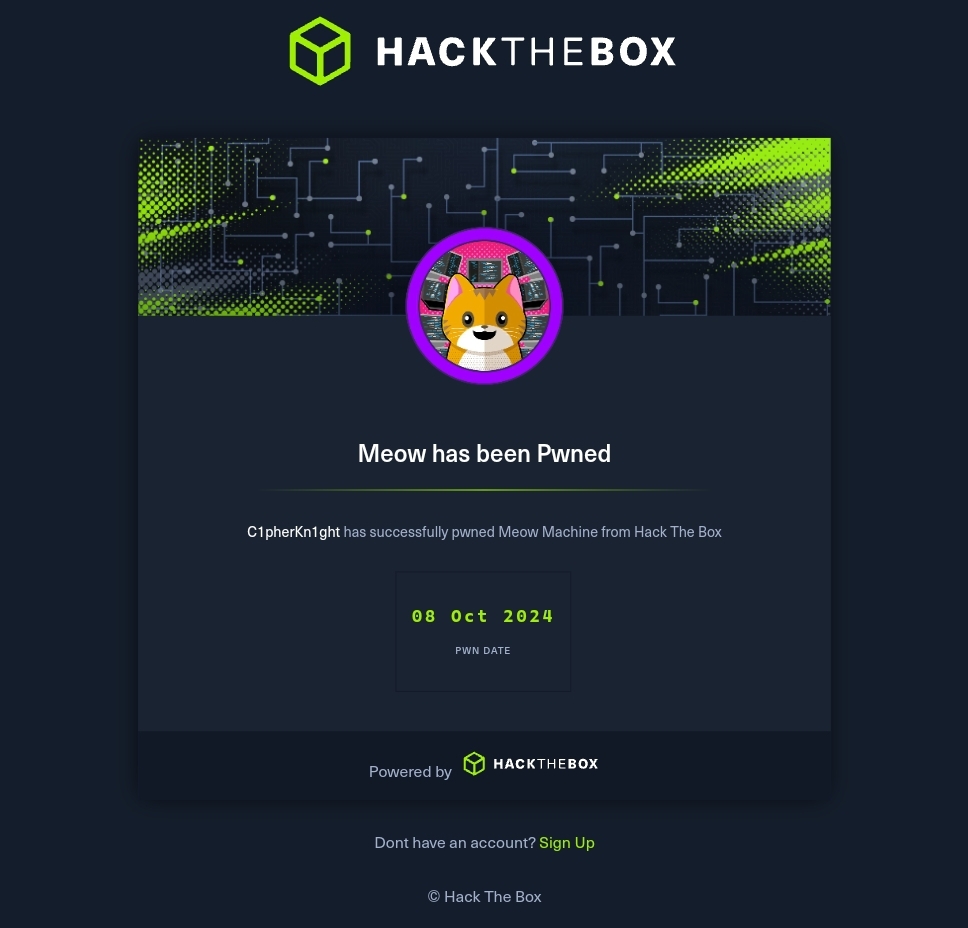 HACKTHEBOX
Meow has been Pwned
C1pherKn1ght has successfully pwned Meow Machine from Hack The Box
08 Oct 2024
PWN DATE
Powered by HACKTHEBOX
Dont have an account? Sign Up
© Hack The Box